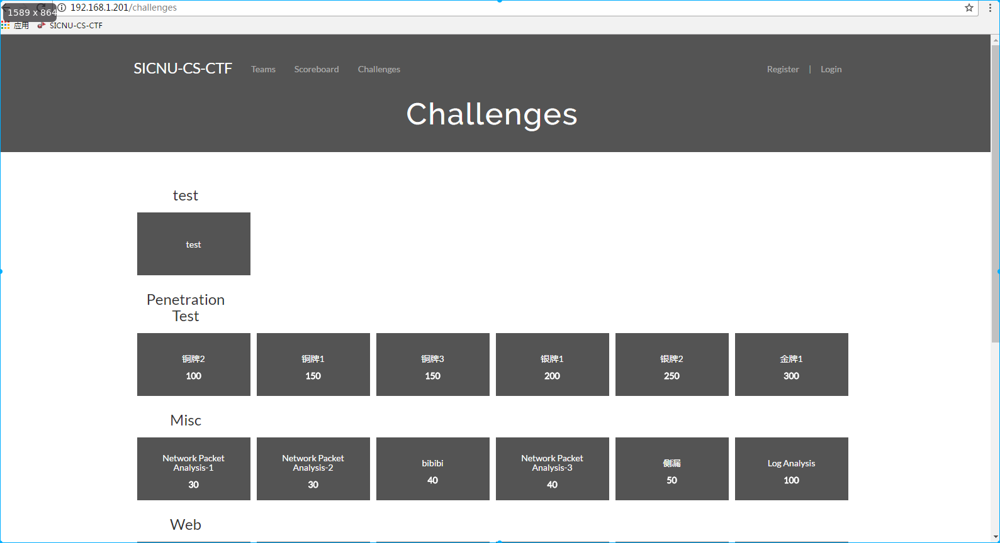 1589 x 864
192.168.1.201/challenges
应用 SICNU-CS-CTF
SICNU-CS-CTF Teams Scoreboard Challenges Register | Login
Challenges
test
test
Penetration
Test
铜牌2 铜牌1 铜牌3 银牌1 银牌2 金牌1
100 150 150 200 250 300
Misc
Network Packet
Analysis-1
30
Network Packet
Analysis-2
30
bibibi
40
Network Packet
Analysis-3
40
侧漏
50
Log Analysis
100
Web